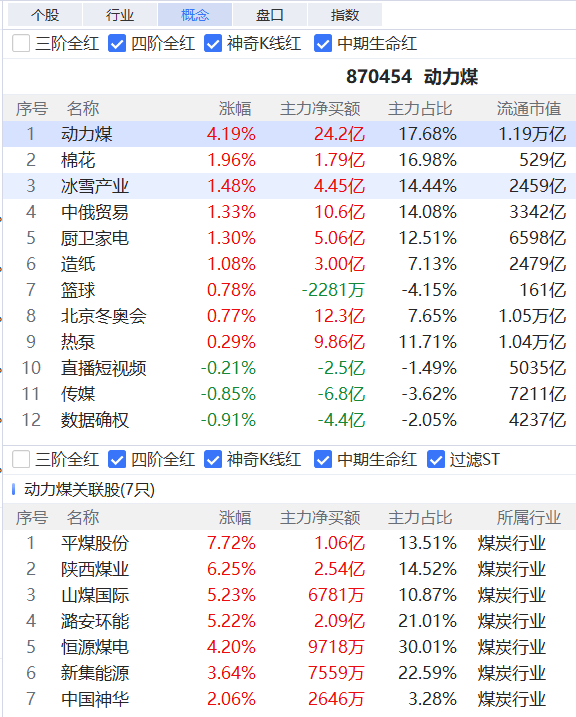 个股 行业 概念 盘口 指数
三阶全红 四阶全红 神奇K线红 中期生命红
870454 动力煤
序号 名称 涨幅 主力净买额 主力占比 流通市值
1 动力煤 4.19% 24.2亿 17.68% 1.19万亿
2 棉花 1.96% 1.79亿 16.98% 529亿
3 冰雪产业 1.48% 4.45亿 14.44% 2459亿
4 中俄贸易 1.33% 10.6亿 14.08% 3342亿
5 厨卫家电 1.30% 5.06亿 12.51% 6598亿
6 造纸 1.08% 3.00亿 7.13% 2479亿
7 篮球 0.78% -2281万 -4.15% 161亿
8 北京冬奥会 0.77% 12.3亿 7.65% 1.05万亿
9 热泵 0.29% 9.86亿 11.71% 1.04万亿
10 直播短视频 -0.21% -2.5亿 -1.49% 5035亿
11 传媒 -0.85% -6.8亿 -3.62% 7211亿
12 数据确权 -0.91% -4.4亿 -2.05% 4237亿
三阶全红 四阶全红 神奇K线红 中期生命红 过滤ST
动力煤关联股(7只)
序号 名称 涨幅 主力净买额 主力占比 所属行业
1 平煤股份 7.72% 1.06亿 13.51% 煤炭行业
2 陕西煤业 6.25% 2.54亿 14.52% 煤炭行业
3 山煤国际 5.23% 6781万 10.87% 煤炭行业
4 潞安环能 5.22% 2.09亿 21.01% 煤炭行业
5 恒源煤电 4.20% 9718万 30.01% 煤炭行业
6 新集能源 3.64% 7559万 22.59% 煤炭行业
7 中国神华 2.06% 2646万 3.28% 煤炭行业